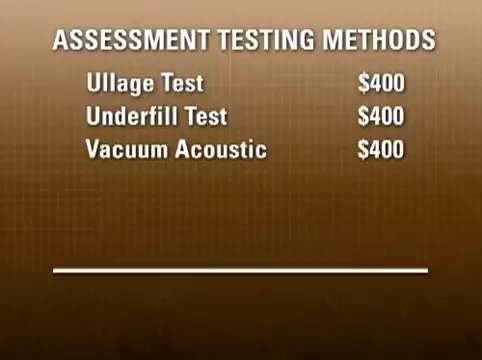 ASSESSMENT TESTING METHODS
Ullage Test $400
Underfill Test $400
Vacuum Acoustic $400